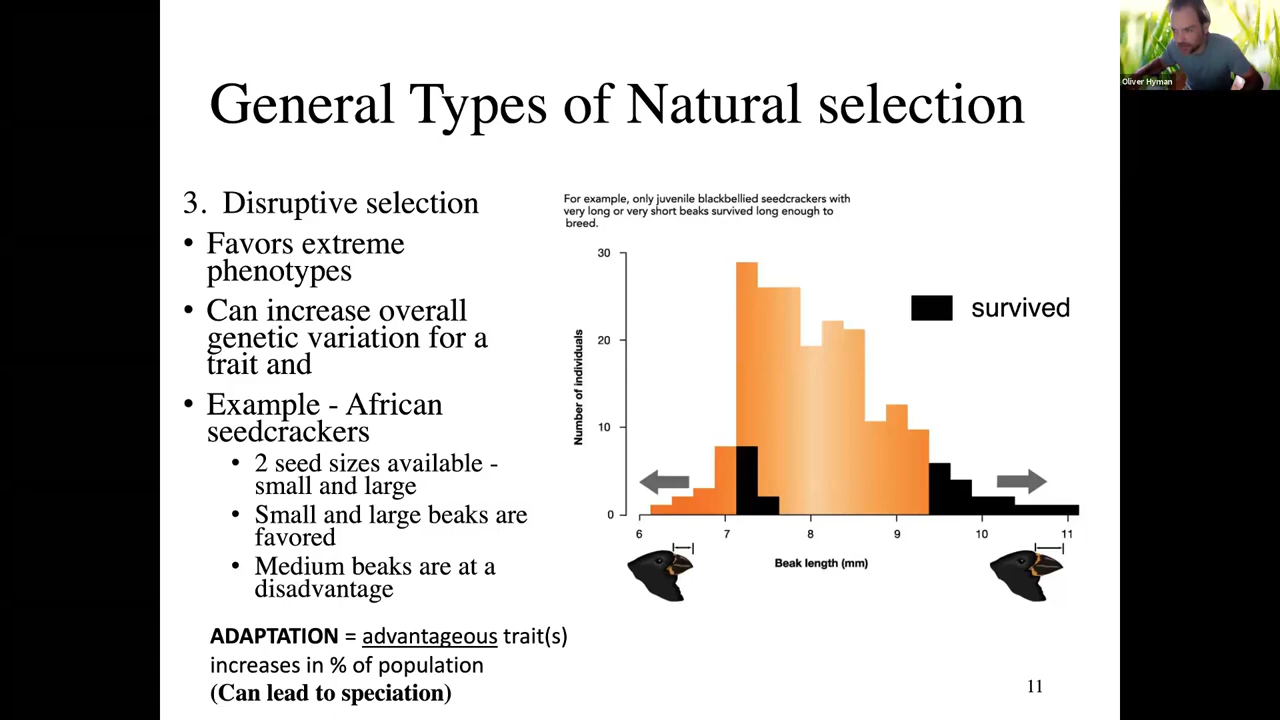 Oliver Hyman
General Types of Natural selection
3. Disruptive selection
• Favors extreme
phenotypes
• Can increase overall
genetic variation for a
trait and
• Example - African
seedcrackers
• 2 seed sizes available -
small and large
• Small and large beaks are
favored
• Medium beaks are at a
disadvantage
ADAPTATION = advantageous trait(s)
increases in % of population
(Can lead to speciation)
For example, only juvenile blackbellied seedcrackers with
very long or very short beaks survived long enough to
breed.
survived
Number of individuals
30
20
10
0
6 7 8 9 10 11
Beak length (mm)
11